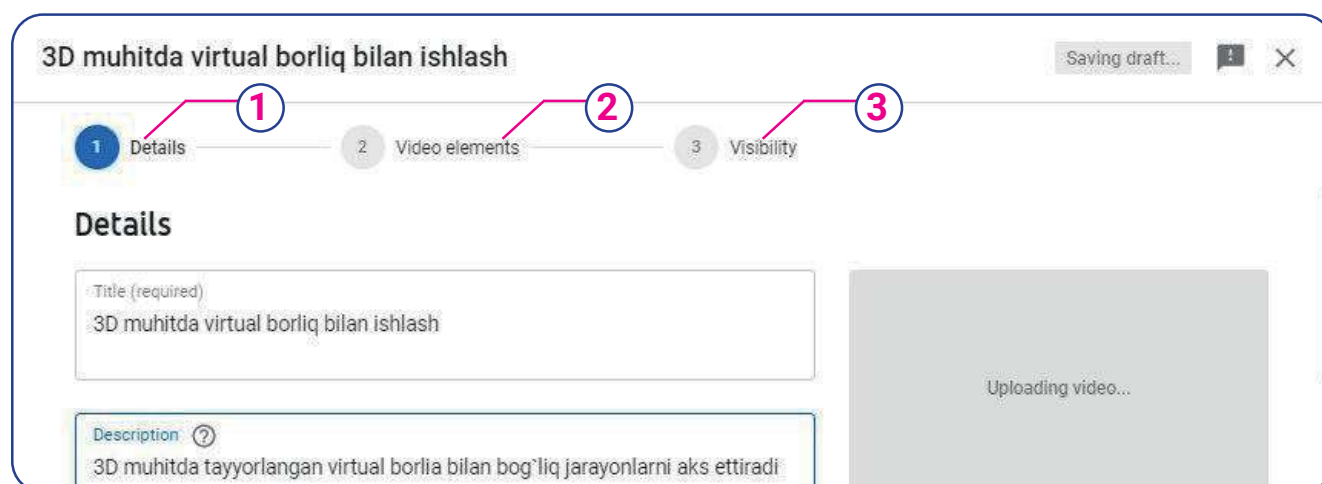 3D muhitda virtual borliq bilan ishlash
Saving draft...
1 2 3
1 Details 2 Video elements 3 Visibility
Details
Title (required)
3D muhitda virtual borliq bilan ishlash
Uploading video...
Description ?
3D muhitda tayyorlangan virtual borlia bilan bog`liq jarayonlarni aks ettiradi